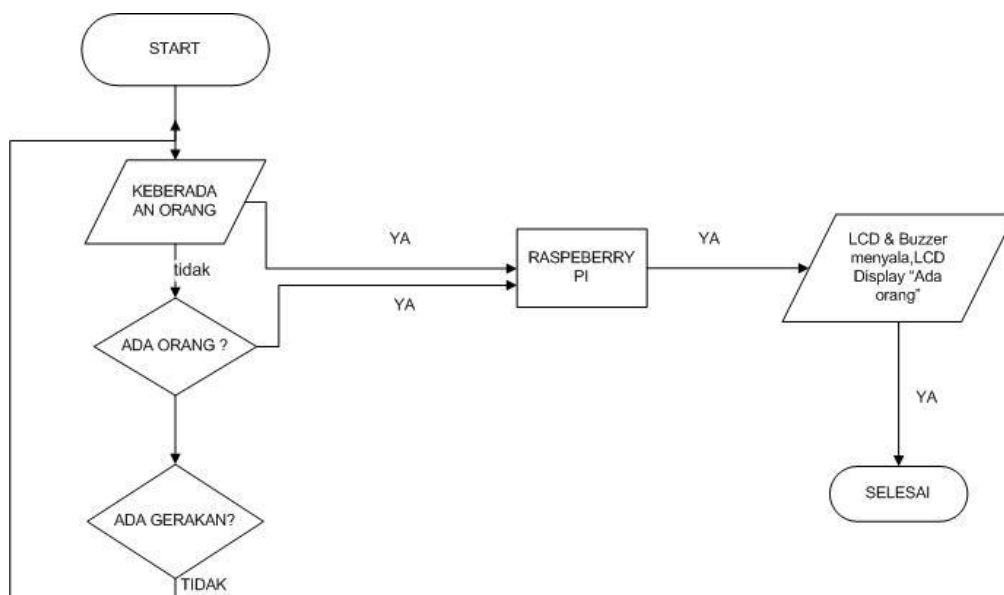 START
KEBERADA
AN ORANG
tidak
YA
YA
RASPEBERRY
PI
YA
LCD & Buzzer
menyala,LCD
Display “Ada
orang”
ADA ORANG ?
YA
ADA GERAKAN?
SELESAI
TIDAK